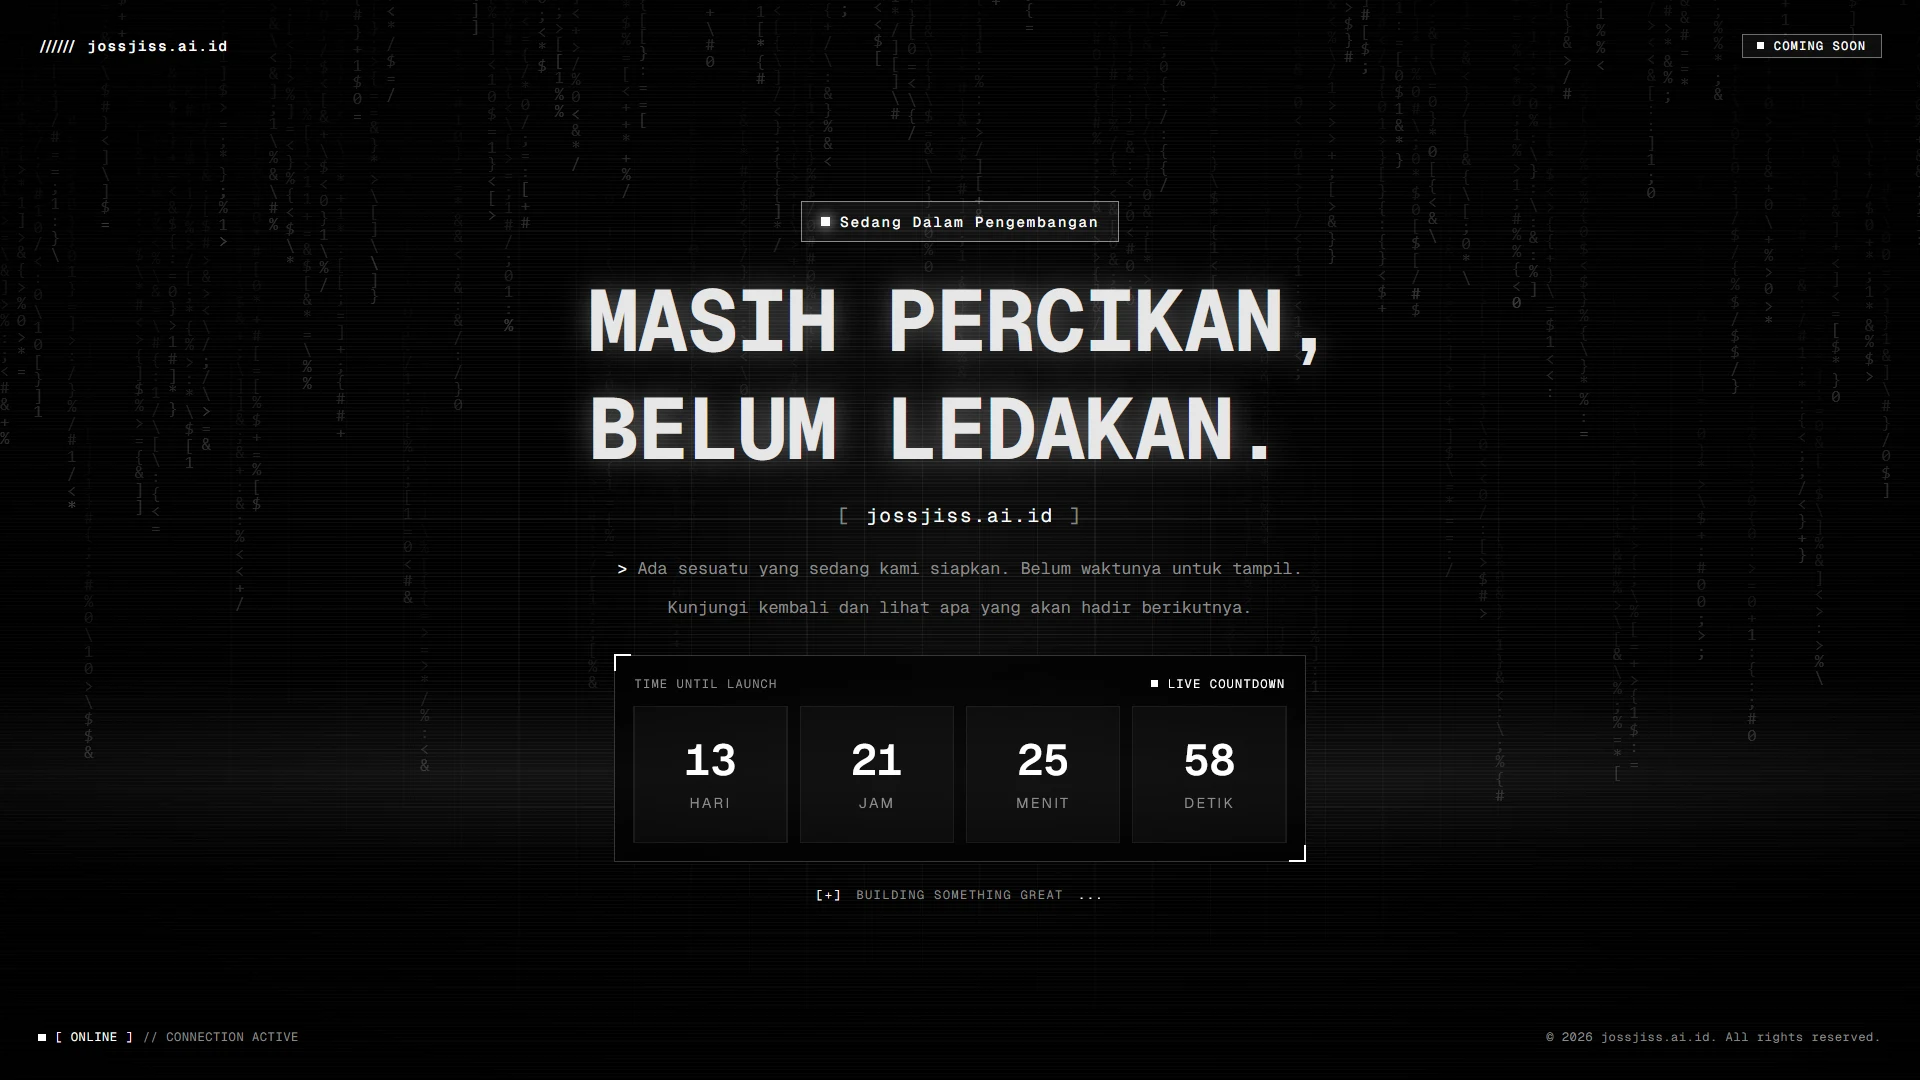 ////// jossjiss.ai.id
COMING SOON
Sedang Dalam Pengembangan
MASIH PERCIKAN,
BELUM LEDAKAN.
[ jossjiss.ai.id ]
> Ada sesuatu yang sedang kami siapkan. Belum waktunya untuk tampil.
Kunjungi kembali dan lihat apa yang akan hadir berikutnya.
TIME UNTIL LAUNCH
LIVE COUNTDOWN
13
HARI
21
JAM
25
MENIT
58
DETIK
[+] BUILDING SOMETHING GREAT ...
[ ONLINE ] // CONNECTION ACTIVE
© 2026 jossjiss.ai.id. All rights reserved.